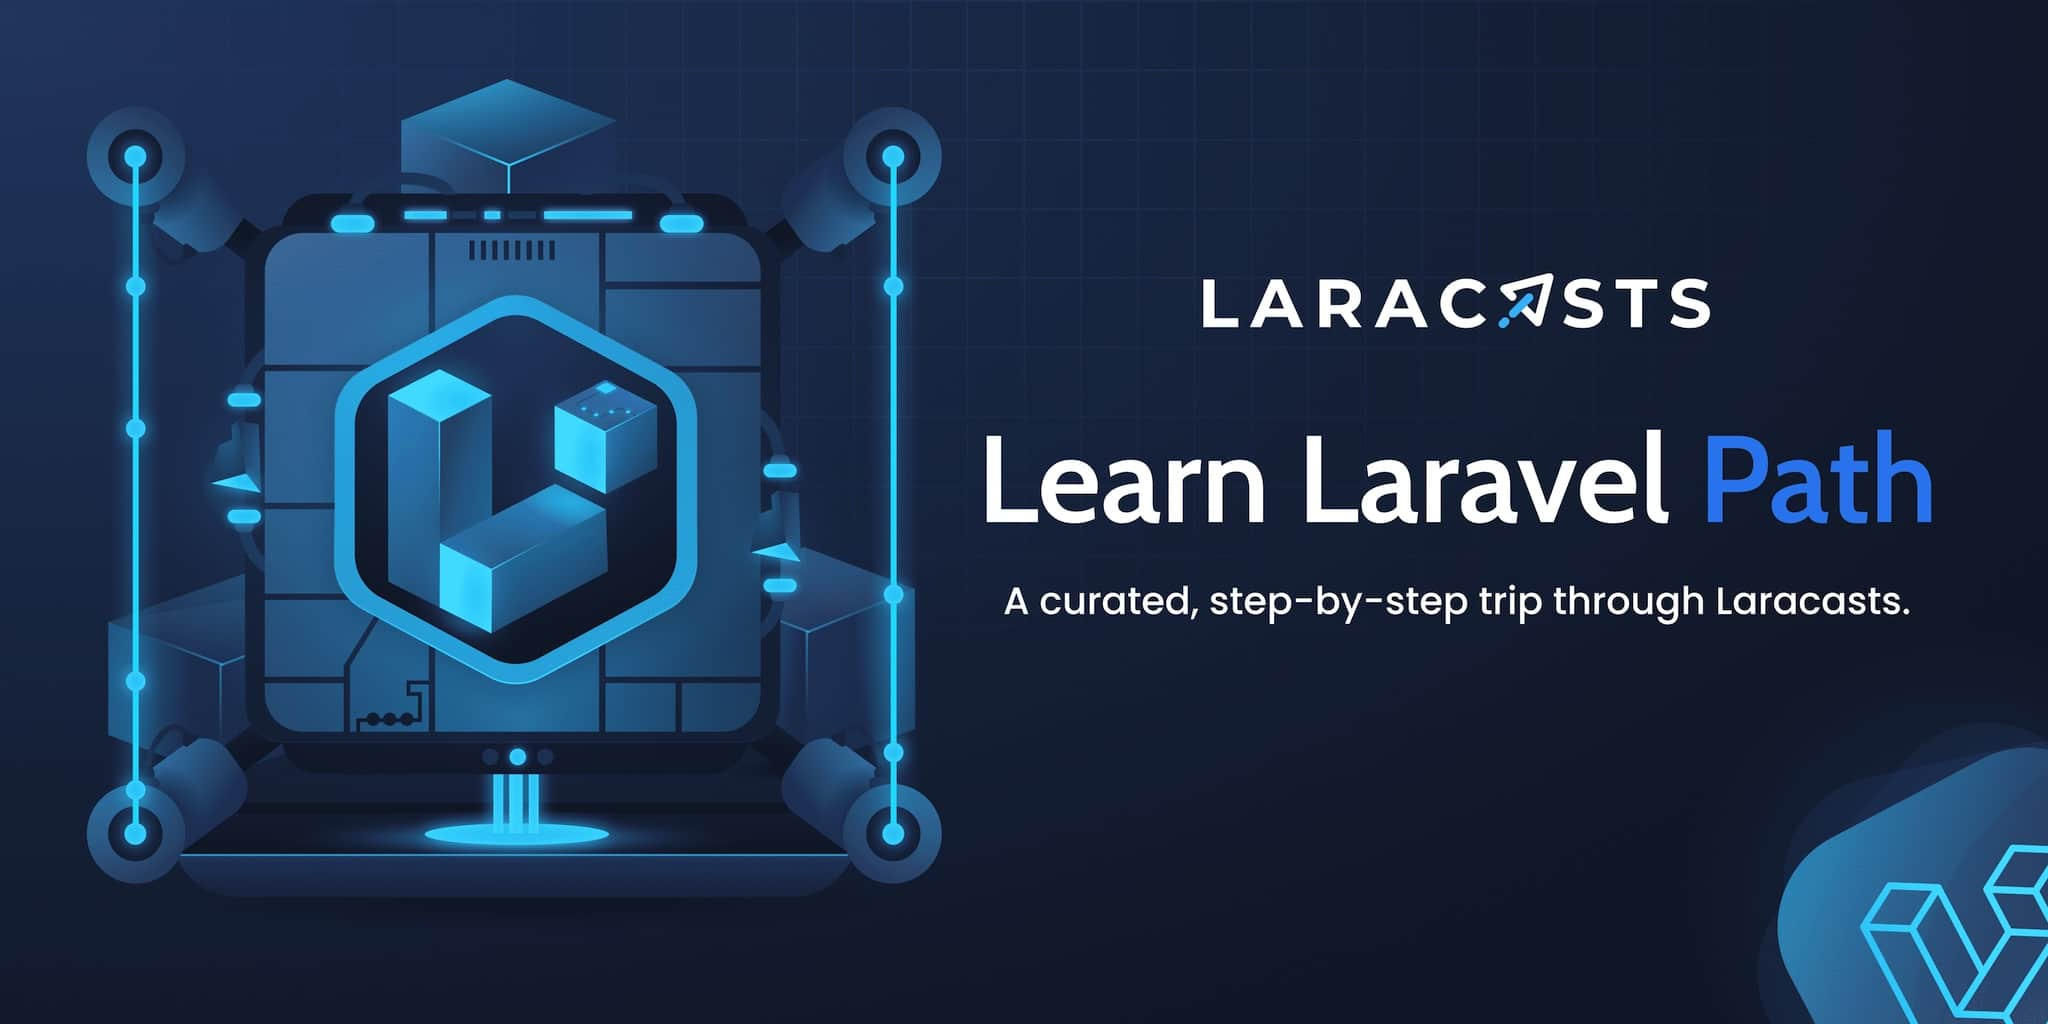 LARACASTS
Learn Laravel Path
A curated, step-by-step trip through Laracasts.